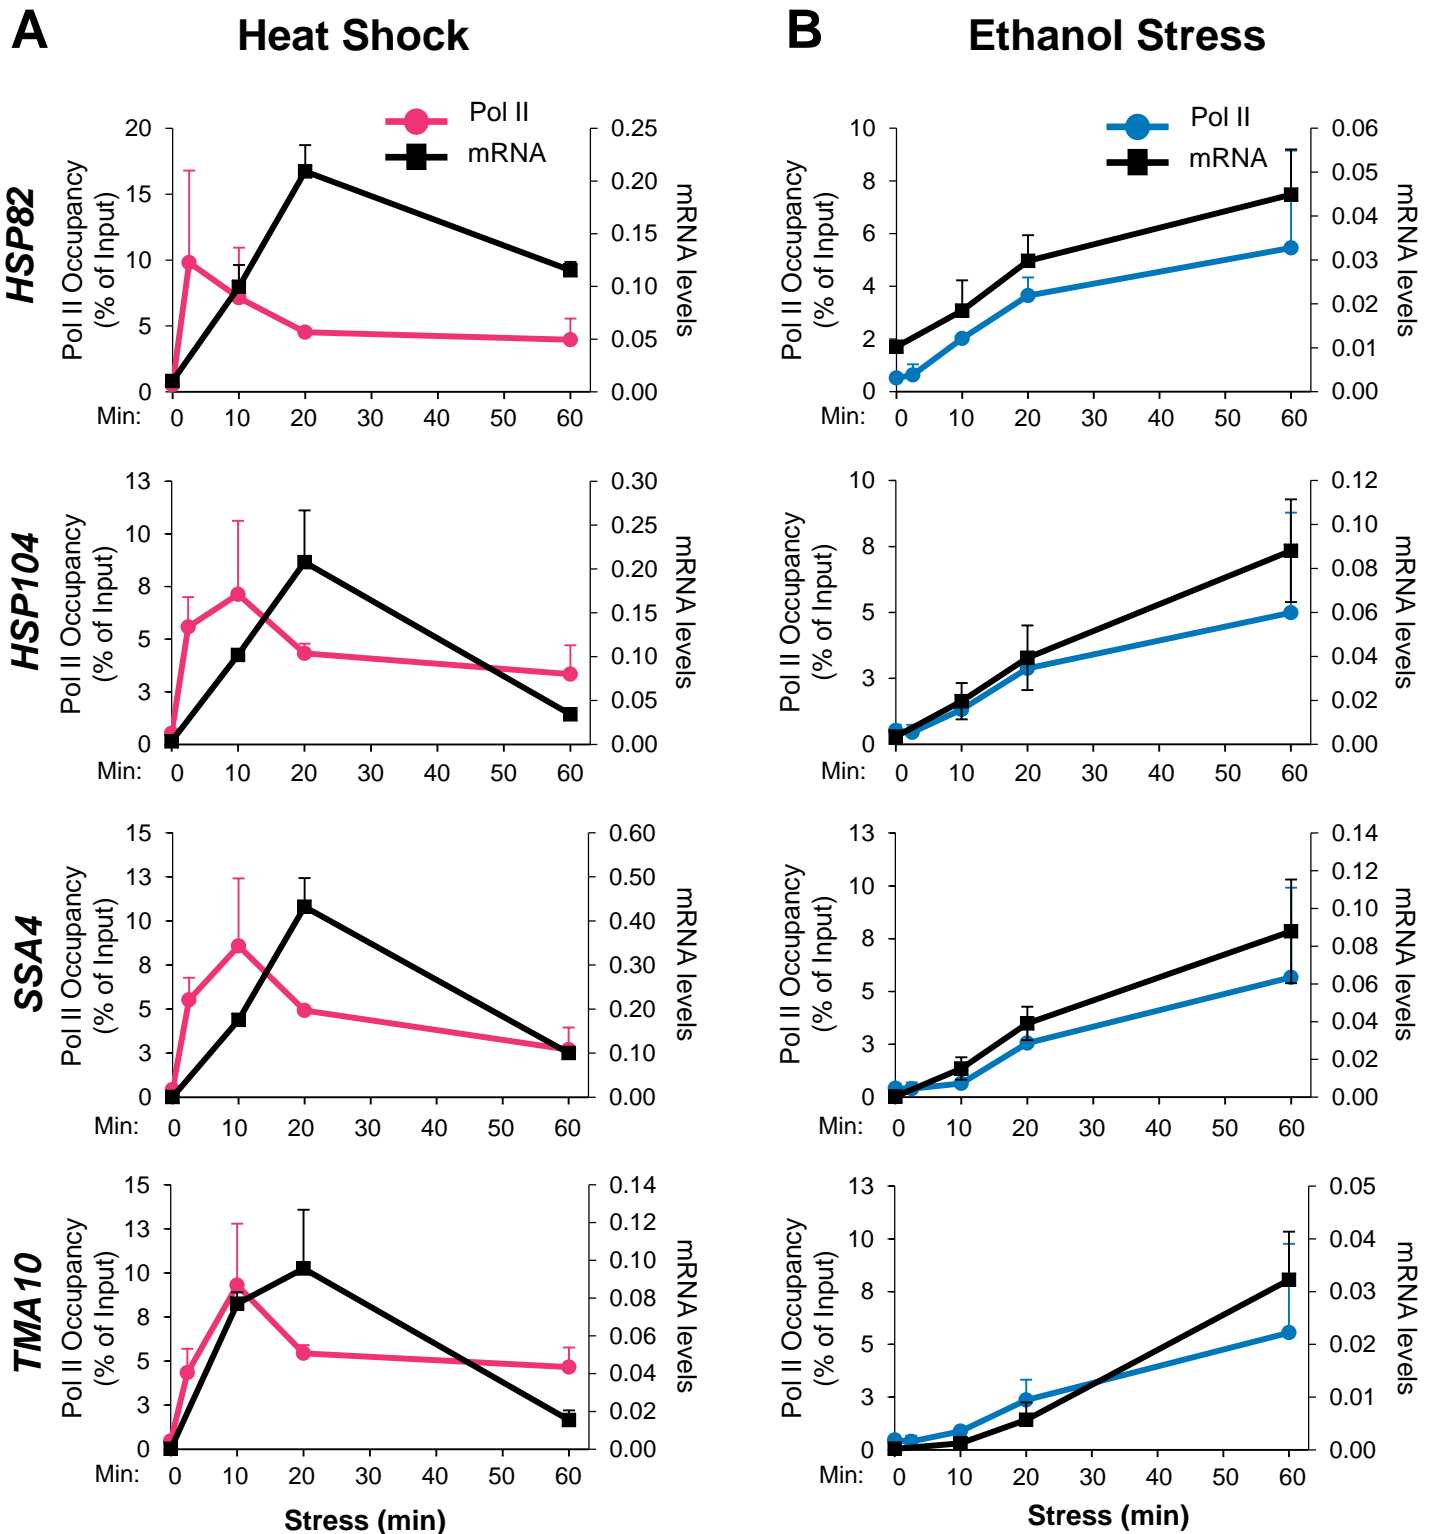 A
Heat Shock
B
Ethanol Stress
Pol II
mRNA
Pol II
mRNA
HSP82
Pol II Occupancy
(% of Input)
20
15
10
5
0
0.25
0.20
0.15
0.10
0.05
0.00
mRNA levels
Min: 0 10 20 30 40 50 60
Pol II Occupancy
(% of Input)
10
8
6
4
2
0
0.06
0.05
0.04
0.03
0.02
0.01
0.00
mRNA levels
Min: 0 10 20 30 40 50 60
HSP104
Pol II Occupancy
(% of Input)
13
10
8
5
3
0
0.30
0.25
0.20
0.15
0.10
0.05
0.00
mRNA levels
Min: 0 10 20 30 40 50 60
Pol II Occupancy
(% of Input)
10
8
5
3
0
0.12
0.10
0.08
0.06
0.04
0.02
0.00
mRNA levels
Min: 0 10 20 30 40 50 60
SSA4
Pol II Occupancy
(% of Input)
15
13
10
8
5
3
0
0.60
0.50
0.40
0.30
0.20
0.10
0.00
mRNA levels
Min: 0 10 20 30 40 50 60
Pol II Occupancy
(% of Input)
13
10
8
5
3
0
0.14
0.12
0.10
0.08
0.06
0.04
0.02
0.00
mRNA levels
Min: 0 10 20 30 40 50 60
TMA10
Pol II Occupancy
(% of Input)
15
13
10
8
5
3
0
0.14
0.12
0.10
0.08
0.06
0.04
0.02
0.00
mRNA levels
Min: 0 10 20 30 40 50 60
Stress (min)
Pol II Occupancy
(% of Input)
13
10
8
5
3
0
0.05
0.04
0.03
0.02
0.01
0.00
mRNA levels
Min: 0 10 20 30 40 50 60
Stress (min)